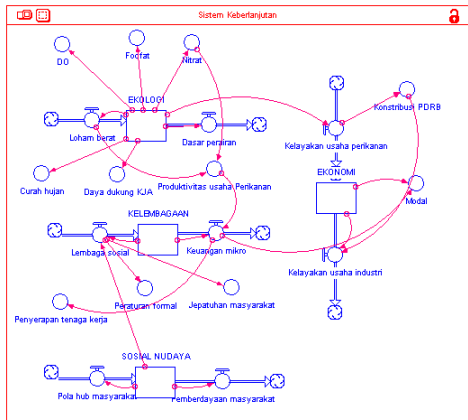 Sistem Keberlanjutan
DO
Fosfat
Nitrat
EKOLOGI
Konstribusi PDRB
Loham berat
Dasar perairan
Kelayakan usaha perikanan
Curah hujan
Daya dukung KJA
Produktivitas usaha Perikanan
EKONOMI
Modal
KELEMBAGAAN
Lembaga sosial
Keuangan mikro
Kelayakan usaha industri
Peraturan formal
Jepatuhan masyarakat
Penyerapan tenaga kerja
SOSIAL NUDAYA
Pola hub masyarakat
Pemberdayaan masyarakat